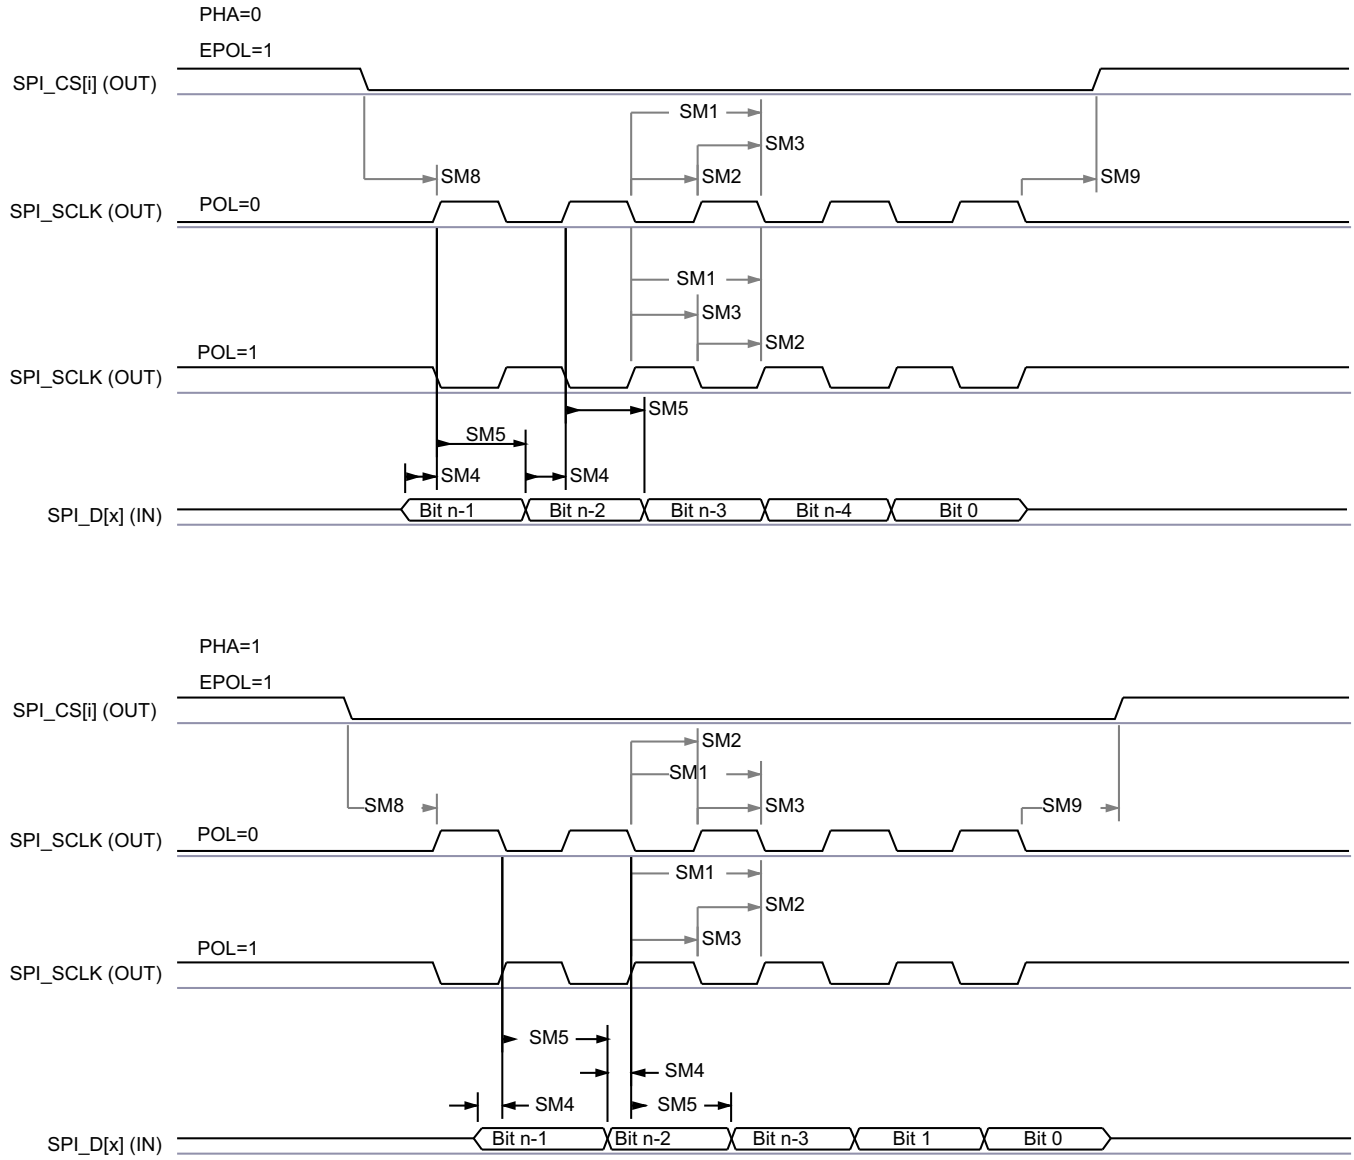 PHA=0
EPOL=1
SPI_CS[i] (OUT)
SM1
SM3
SM8
SM2
SM9
SPI_SCLK (OUT)
POL=0
SM1
SM3
SM2
POL=1
SPI_SCLK (OUT)
SM5
SM5
SM4
SM4
SPI_D[x] (IN)
Bit n-1
Bit n-2
Bit n-3
Bit n-4
Bit 0
PHA=1
EPOL=1
SPI_CS[i] (OUT)
SM2
SM1
SM8
SM3
SM9
POL=0
SPI_SCLK (OUT)
SM1
SM2
SM3
POL=1
SPI_SCLK (OUT)
SM5
SM4
SM4
SM5
SPI_D[x] (IN)
Bit n-1
Bit n-2
Bit n-3
Bit 1
Bit 0